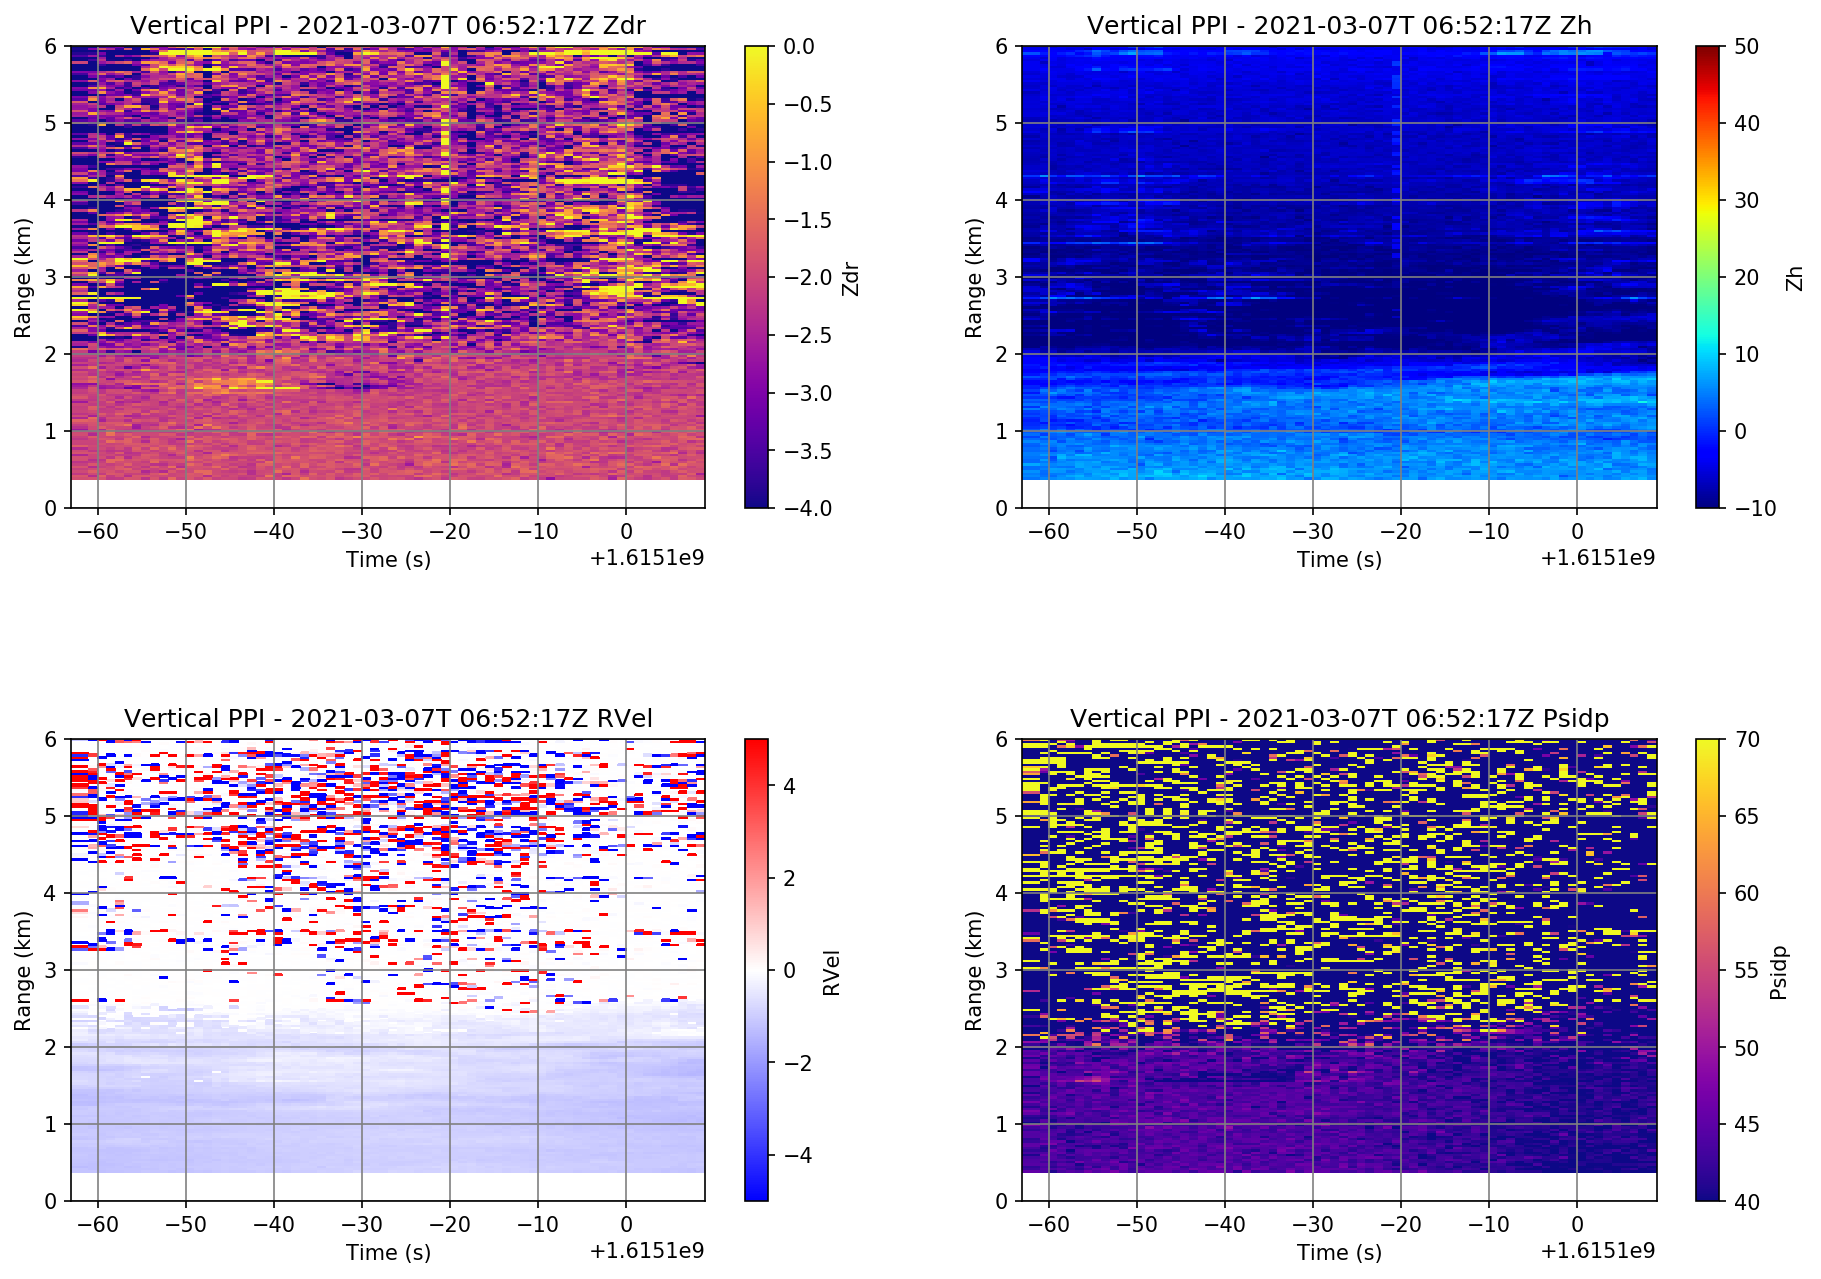 Vertical PPI - 2021-03-07T 06:52:17Z Zdr
6
5
4
3
2
1
0
Range (km)
−60 −50 −40 −30 −20 −10 0
Time (s)
+1.6151e9
0.0
−0.5
−1.0
−1.5
−2.0
−2.5
−3.0
−3.5
−4.0
Zdr
Vertical PPI - 2021-03-07T 06:52:17Z Zh
6
5
4
3
2
1
0
Range (km)
−60 −50 −40 −30 −20 −10 0
Time (s)
+1.6151e9
50
40
30
20
10
0
−10
Zh
Vertical PPI - 2021-03-07T 06:52:17Z RVel
6
5
4
3
2
1
0
Range (km)
−60 −50 −40 −30 −20 −10 0
Time (s)
+1.6151e9
4
2
0
−2
−4
RVel
Vertical PPI - 2021-03-07T 06:52:17Z Psidp
6
5
4
3
2
1
0
Range (km)
−60 −50 −40 −30 −20 −10 0
Time (s)
+1.6151e9
70
65
60
55
50
45
40
Psidp